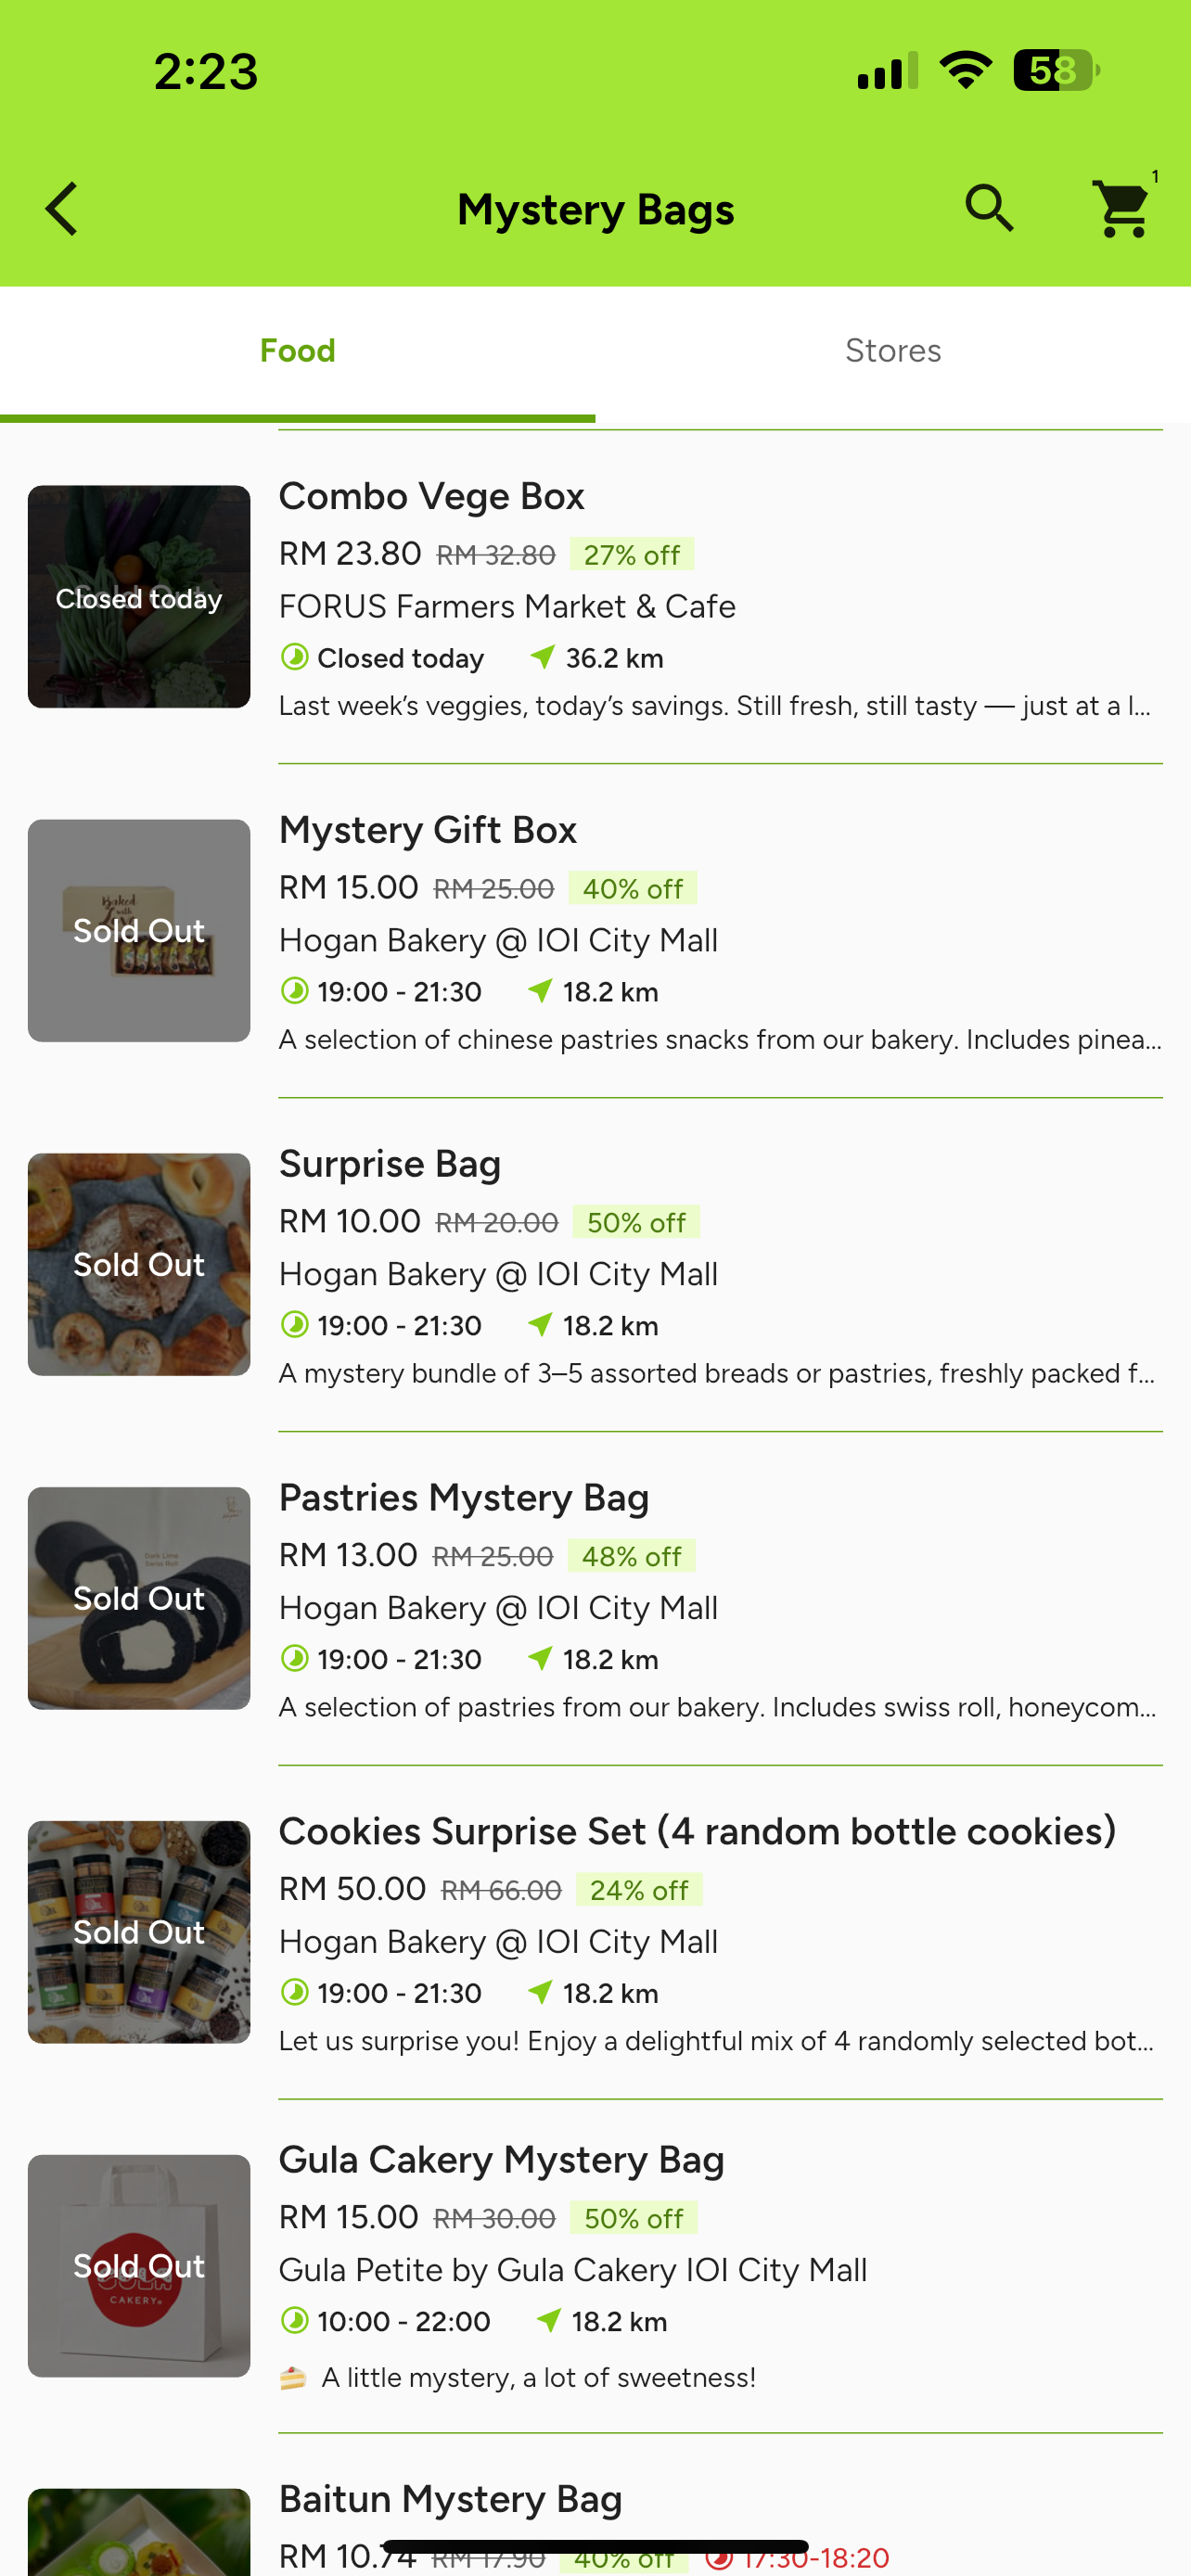 2:23
58
Mystery Bags
1
Food
Stores
Combo Vege Box
RM 23.80 RM 32.80 27% off
Closed today
FORUS Farmers Market & Cafe
Closed today 36.2 km
Last week’s veggies, today’s savings. Still fresh, still tasty — just at a l...
Mystery Gift Box
RM 15.00 RM 25.00 40% off
Baked
with
Sold Out
Hogan Bakery @ IOI City Mall
19:00 - 21:30 18.2 km
A selection of chinese pastries snacks from our bakery. Includes pinea...
Surprise Bag
RM 10.00 RM 20.00 50% off
Sold Out
Hogan Bakery @ IOI City Mall
19:00 - 21:30 18.2 km
A mystery bundle of 3–5 assorted breads or pastries, freshly packed f...
Pastries Mystery Bag
RM 13.00 RM 25.00 48% off
Dark Lime
Swiss Roll
Sold Out
Hogan Bakery @ IOI City Mall
19:00 - 21:30 18.2 km
A selection of pastries from our bakery. Includes swiss roll, honeycom...
Cookies Surprise Set (4 random bottle cookies)
RM 50.00 RM 66.00 24% off
Sold Out
Hogan Bakery @ IOI City Mall
19:00 - 21:30 18.2 km
Let us surprise you! Enjoy a delightful mix of 4 randomly selected bot...
Gula Cakery Mystery Bag
RM 15.00 RM 30.00 50% off
Sold Out
GULA
CAKERY
Gula Petite by Gula Cakery IOI City Mall
10:00 - 22:00 18.2 km
🍰 A little mystery, a lot of sweetness!
Baitun Mystery Bag
RM 10.74 RM 17.90 40% off 17:30-18:20